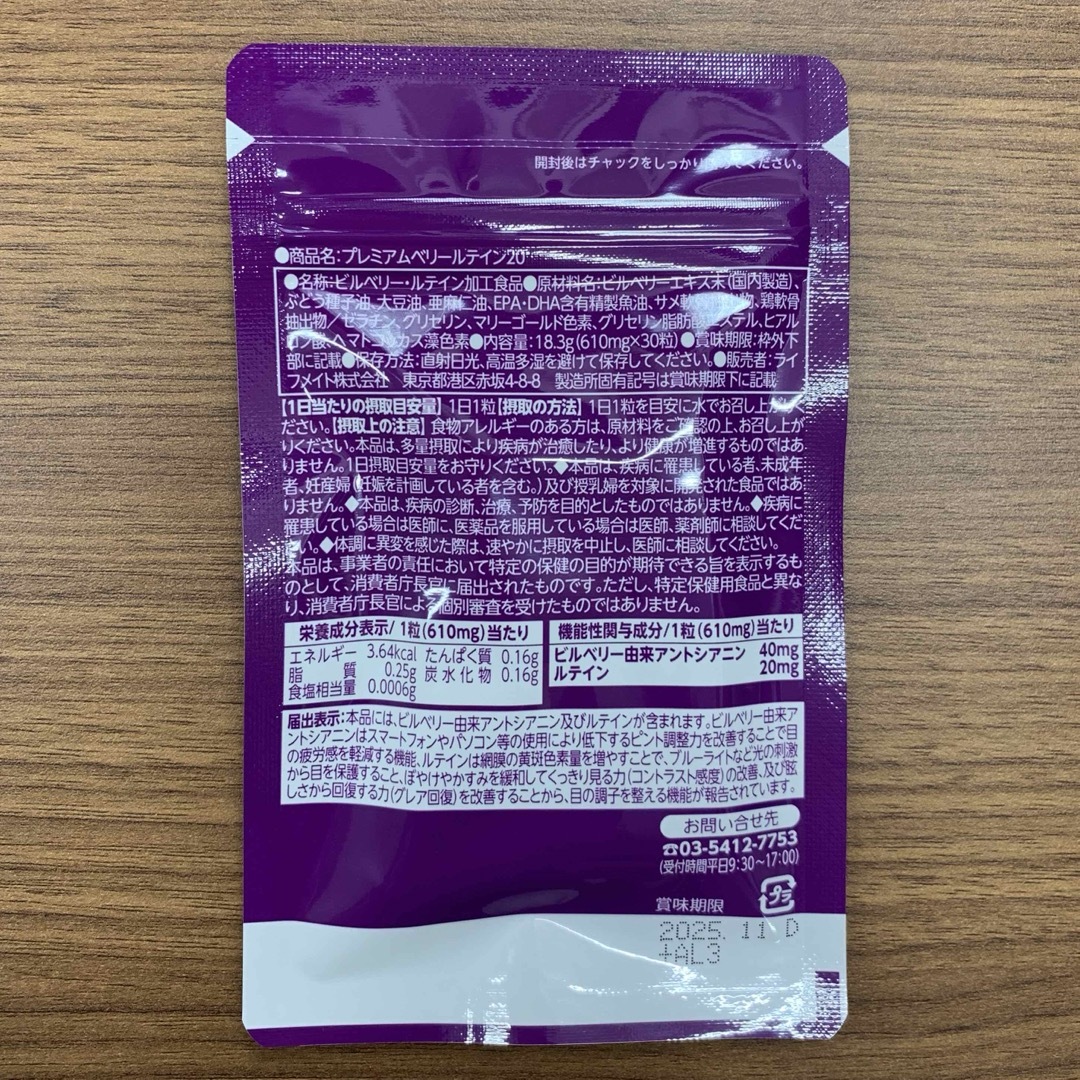 開封後はチャックをしっかり ください。
●商品名:プレミアムベリールテイン20
●名称:ビルベリー・ルテイン加工食品●原材料名:ビルベリーエキス末(国内製造)、
ぶどう種子油、大豆油、亜麻仁油、EPA・DHA含有精製魚油、サメ軟骨抽出物、鶏軟骨
抽出物/ゼラチン、グリセリン、マリーゴールド色素、グリセリン脂肪酸エステル、ヒアル
ロン酸、ヘマトコッカス藻色素●内容量:18.3g(610mg×30粒)●賞味期限:枠外下
部に記載●保存方法:直射日光、高温多湿を避けて保存してください。●販売者:ライ
フメイト株式会社 東京都港区赤坂4-8-8 製造所固有記号は賞味期限下に記載
【1日当たりの摂取目安量】1日1粒【摂取の方法】1日1粒を目安に水でお召し上がりく
ださい。【摂取上の注意】食物アレルギーのある方は、原材料をご確認の上、お召し上が
りください。本品は、多量摂取により疾病が治癒したり、より健康が増進するものではあ
りません。1日摂取目安量をお守りください。◆本品は、疾病に罹患している者、未成年
者、妊産婦(妊娠を計画している者を含む。)及び授乳婦を対象に開発された食品ではあ
りません。◆本品は、疾病の診断、治療、予防を目的としたものではありません。◆疾病に
罹患している場合は医師に、医薬品を服用している場合は医師、薬剤師に相談してくだ
さい。◆体調に異変を感じた際は、速やかに摂取を中止し、医師に相談してください。
本品は、事業者の責任において特定の保健の目的が期待できる旨を表示するも
のとして、消費者庁長官に届出されたものです。ただし、特定保健用食品と異な
り、消費者庁長官による個別審査を受けたものではありません。
栄養成分表示/1粒(610mg)当たり
エネルギー 3.64kcal たんぱく質 0.16g
脂質 0.25g 炭水化物 0.16g
食塩相当量 0.0006g
機能性関与成分/1粒(610mg)当たり
ビルベリー由来アントシアニン 40mg
ルテイン 20mg
届出表示:本品には、ビルベリー由来アントシアニン及びルテインが含まれます。ビルベリー由来ア
ントシアニンはスマートフォンやパソコン等の使用により低下するピント調整力を改善することで目
の疲労感を軽減する機能、ルテインは網膜の黄斑色素量を増やすことで、ブルーライトなど光の刺激
から目を保護すること、ぼやけやかすみを緩和してくっきり見る力(コントラスト感度)の改善、及び眩
しさから回復する力(グレア回復)を改善することから、目の調子を整える機能が報告されています。
お問い合せ先
☎03-5412-7753
(受付時間平日9:30~17:00)
プラ
賞味期限
2025. 11 D
+AL3